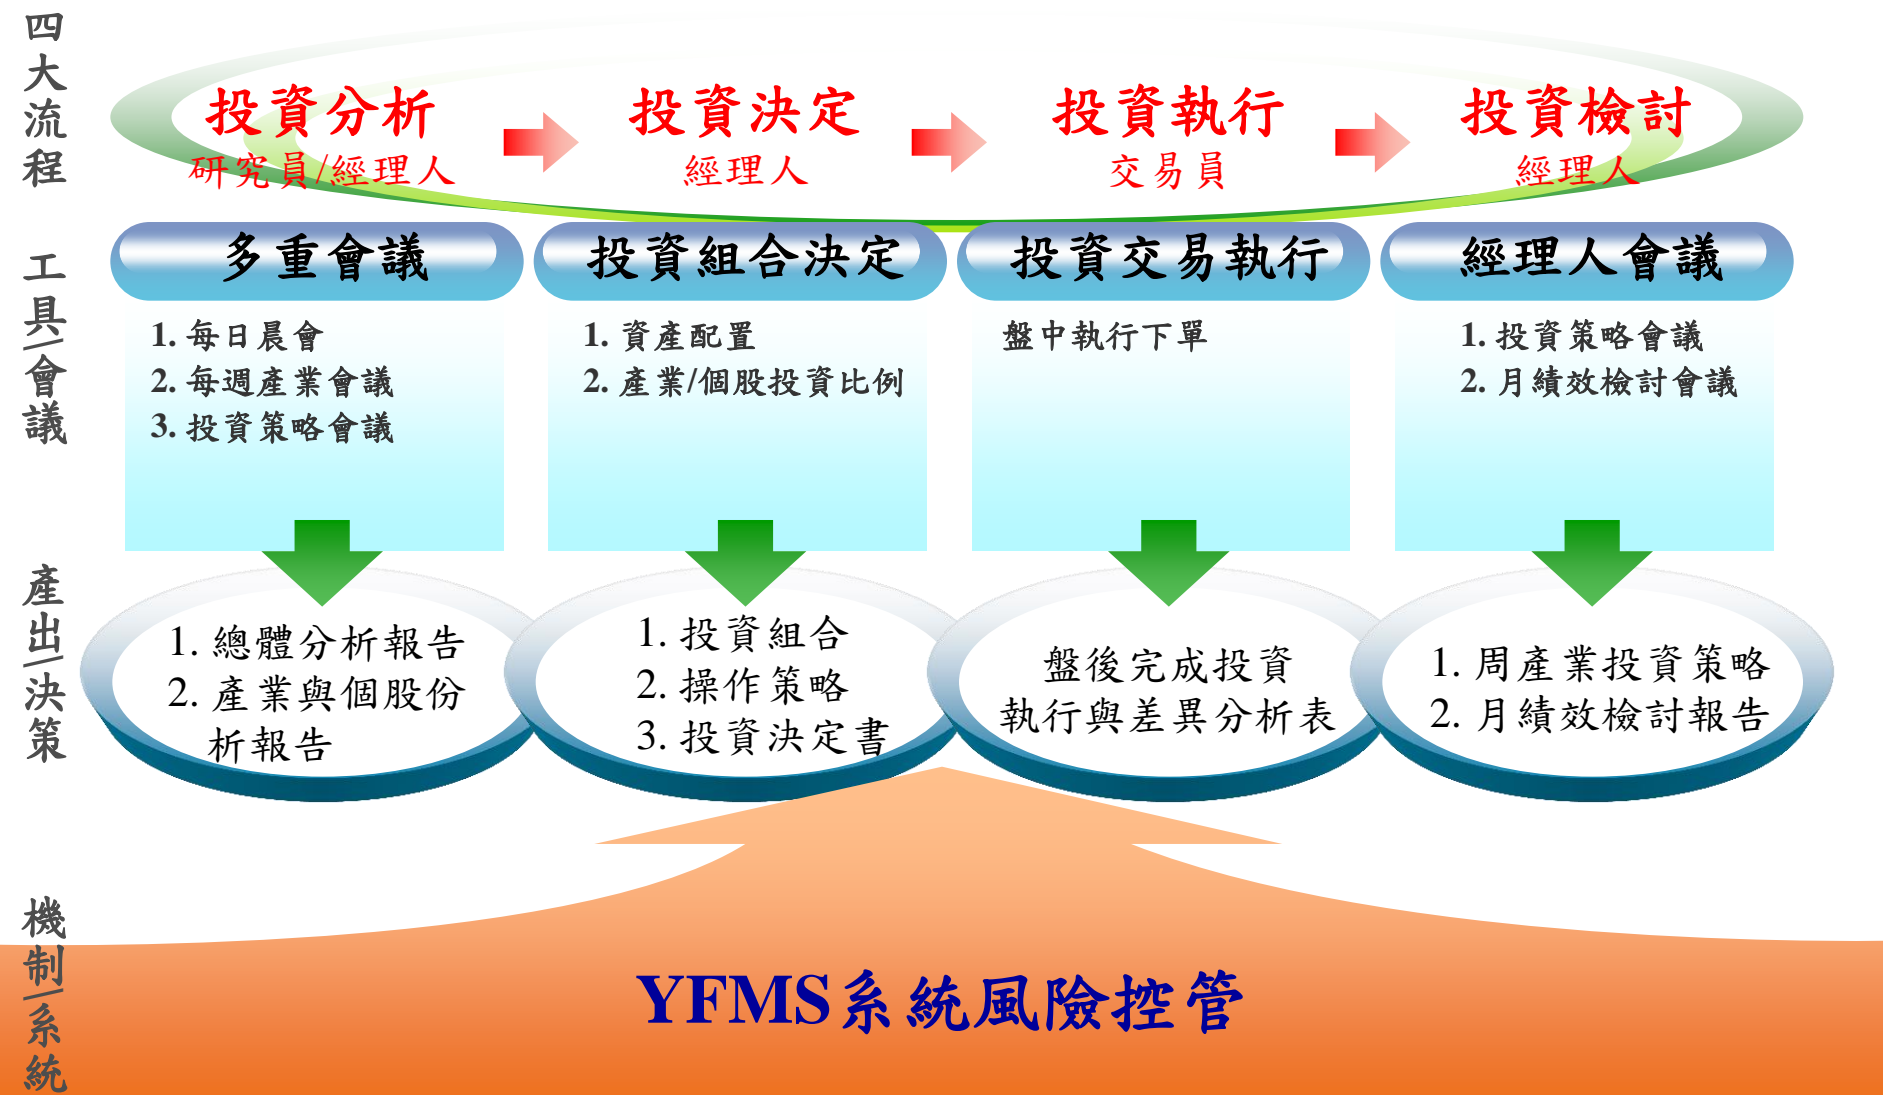 四大流程
投資分析
研究員/經理人
投資決定
經理人
投資執行
交易員
投資檢討
經理人
工具/會議
多重會議
1. 每日晨會
2. 每週產業會議
3. 投資策略會議
投資組合決定
1. 資產配置
2. 產業/個股投資比例
投資交易執行
盤中執行下單
經理人會議
1. 投資策略會議
2. 月績效檢討會議
產出/決策
1. 總體分析報告
2. 產業與個股份
析報告
1. 投資組合
2. 操作策略
3. 投資決定書
盤後完成投資
執行與差異分析表
1. 周產業投資策略
2. 月績效檢討報告
機制/系統
YFMS系統風險控管